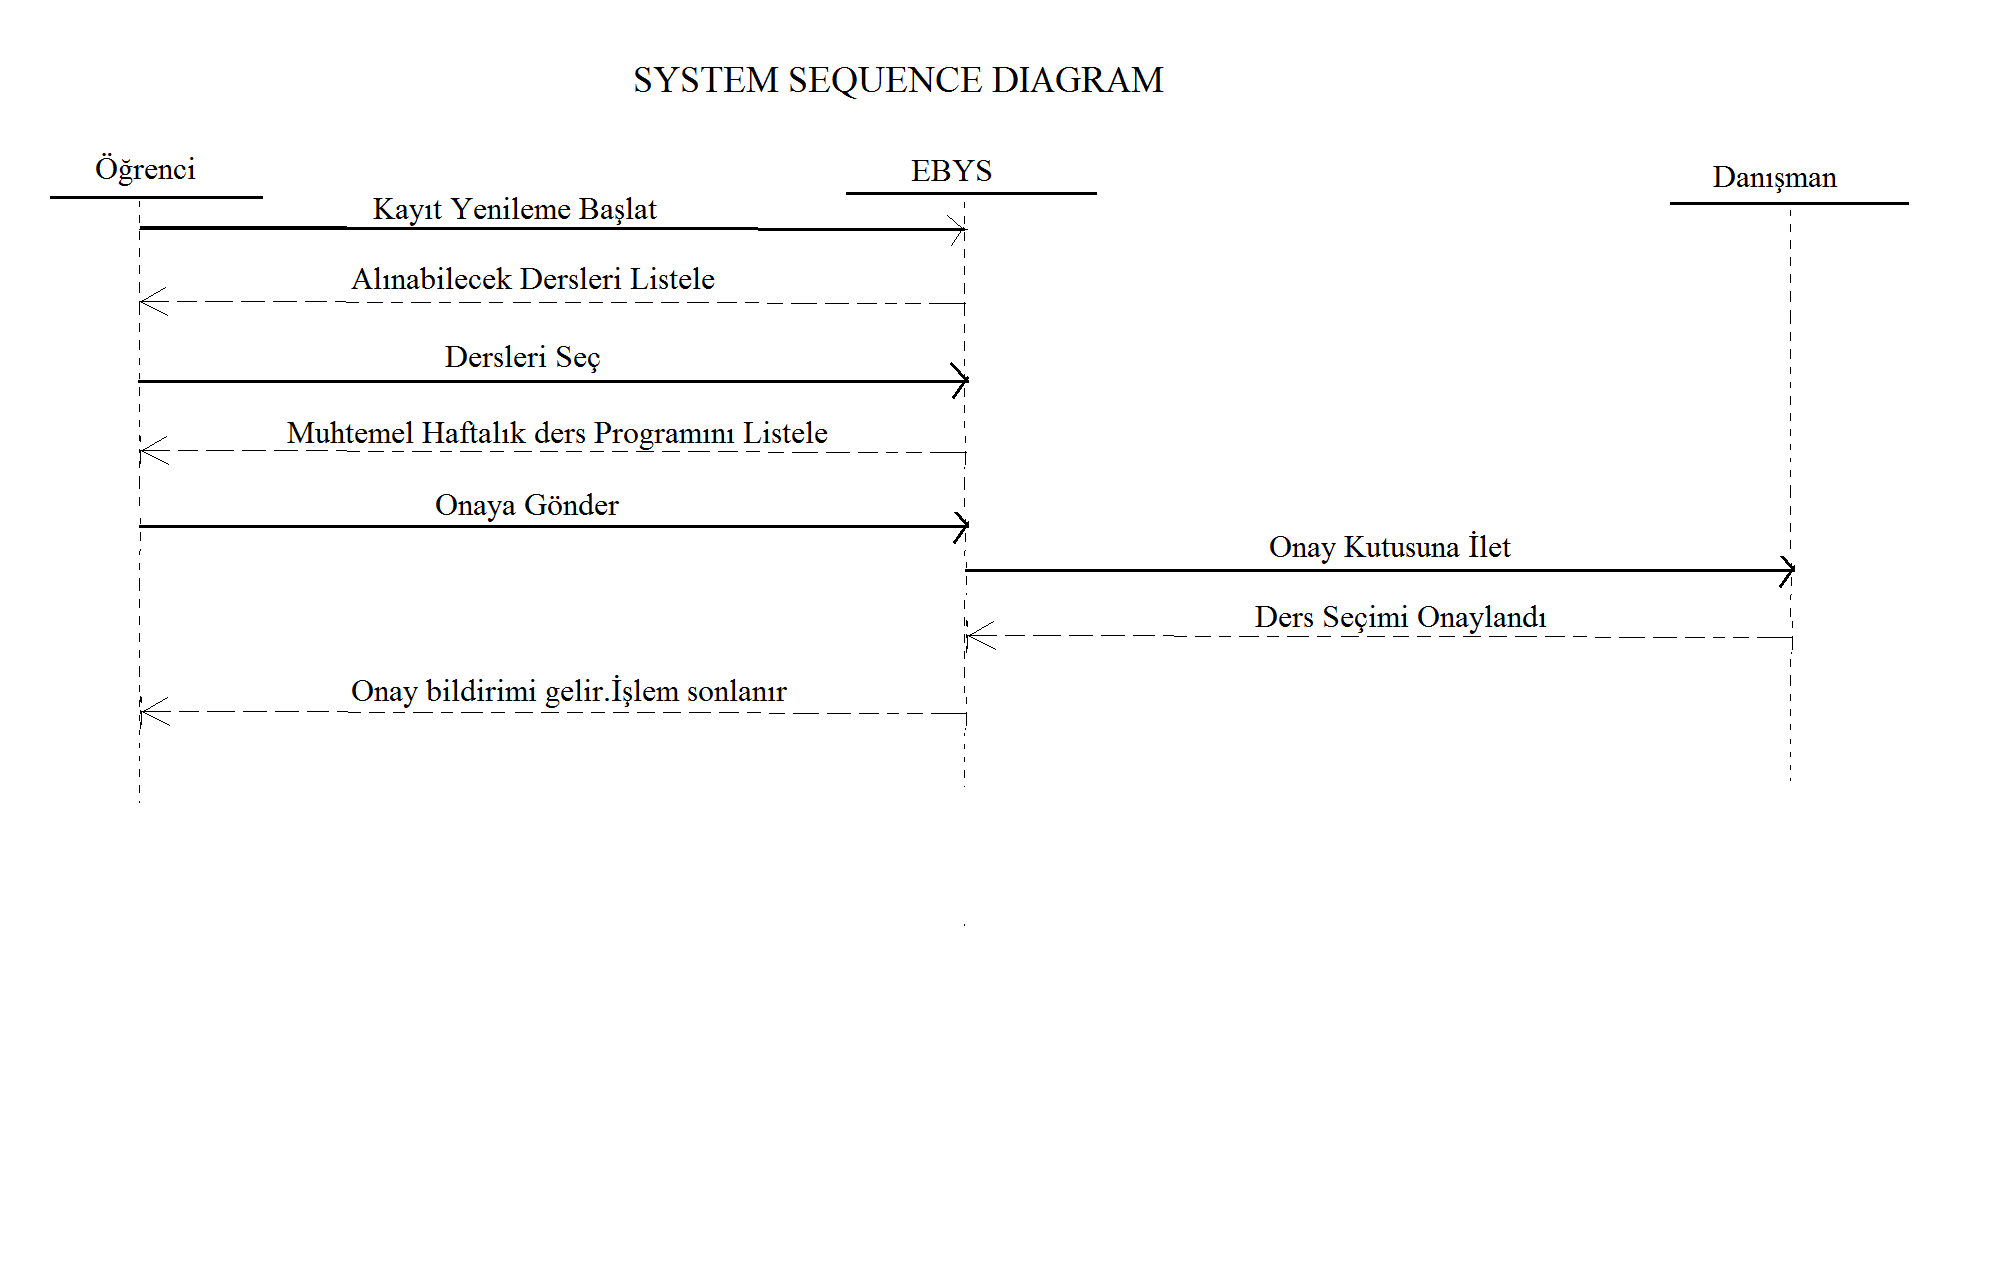 SYSTEM SEQUENCE DIAGRAM
Öğrenci
EBYS
Danışman
Kayıt Yenileme Başlat
Alınabilecek Dersleri Listele
Dersleri Seç
Muhtemel Haftalık ders Programını Listele
Onaya Gönder
Onay Kutusuna İlet
Ders Seçimi Onaylandı
Onay bildirimi gelir.İşlem sonlanır